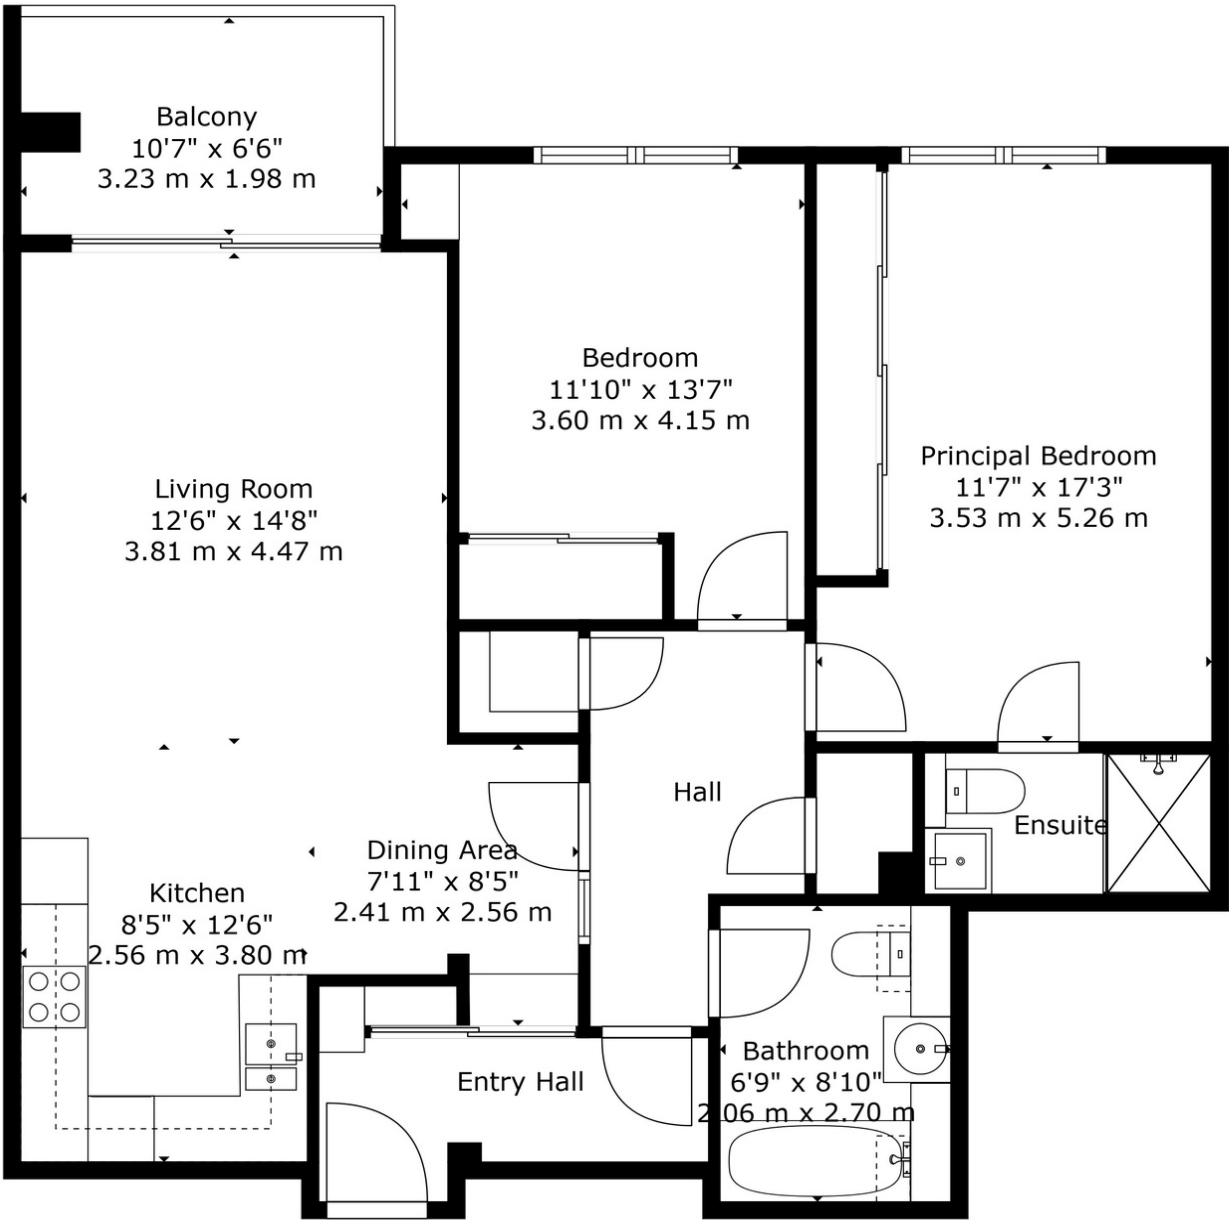 Balcony
10'7" x 6'6"
3.23 m x 1.98 m
Bedroom
11'10" x 13'7"
3.60 m x 4.15 m
Principal Bedroom
11'7" x 17'3"
3.53 m x 5.26 m
Living Room
12'6" x 14'8"
3.81 m x 4.47 m
Hall
Ensuite
Dining Area
7'11" x 8'5"
2.41 m x 2.56 m
Kitchen
8'5" x 12'6"
2.56 m x 3.80 m
Entry Hall
Bathroom
6'9" x 8'10"
2.06 m x 2.70 m